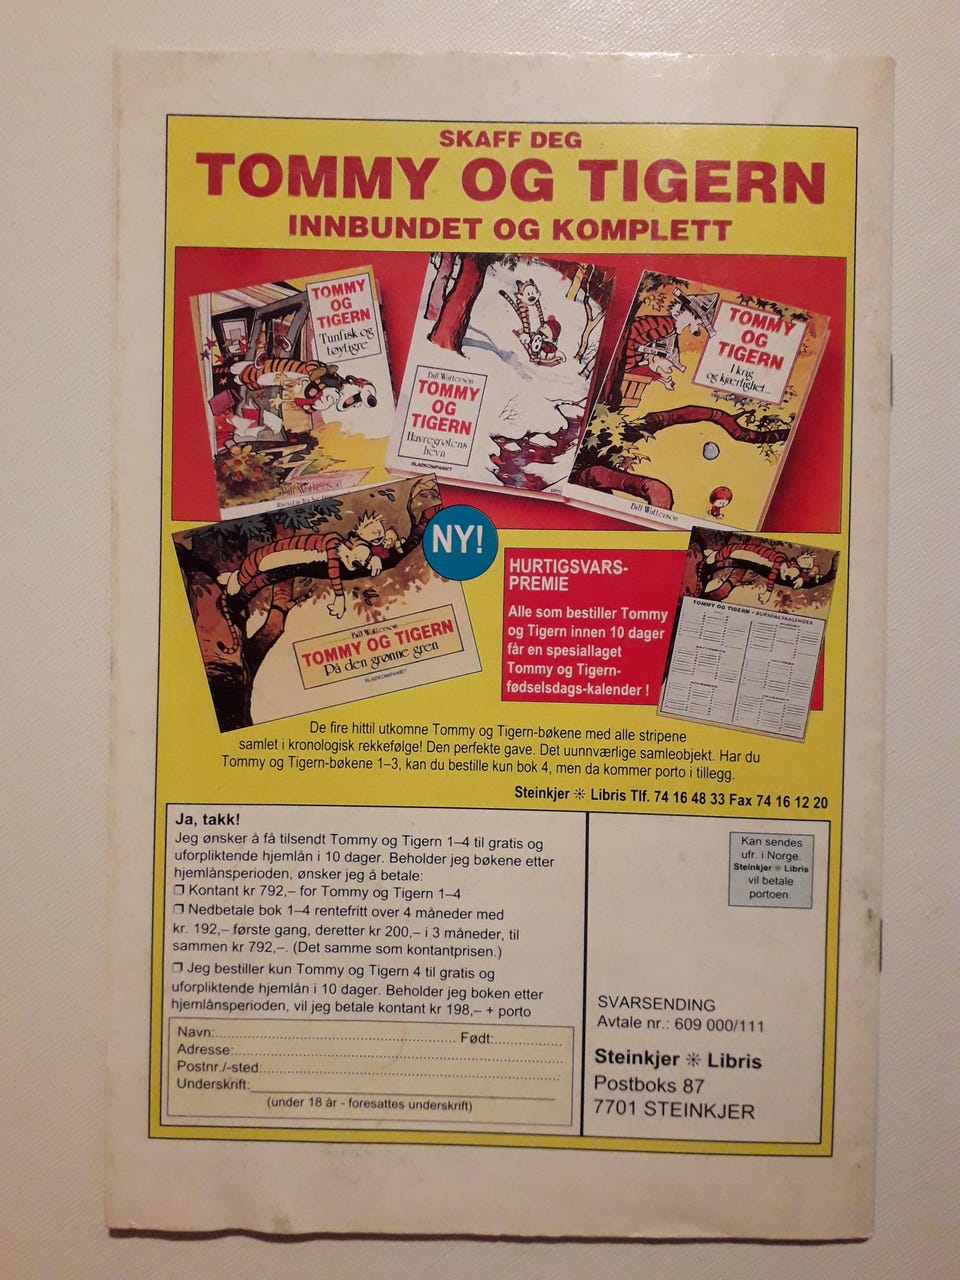 SKAFF DEG
TOMMY OG TIGERN
INNBUNDET OG KOMPLETT
TOMMY
OG
TIGERN
Tunfisk og
tøytigre
Bill Watterson
Bill Watterson
TOMMY
OG
TIGERN
Havregrøtens
hevn
BLADKOMPANIET
TOMMY
OG
TIGERN
I krig
og kjærlighet...
Bill Watterson
NY!
Bill Watterson
TOMMY OG TIGERN
På den grønne gren
BLADKOMPANIET
HURTIGSVARS-
PREMIE
Alle som bestiller Tommy
og Tigern innen 10 dager
får en spesiallaget
Tommy og Tigern-
fødselsdags-kalender !
TOMMY OG TIGERN - BURSDAGSKALENDER
De fire hittil utkomne Tommy og Tigern-bøkene med alle stripene
samlet i kronologisk rekkefølge! Den perfekte gave. Det uunnværlige samleobjekt. Har du
Tommy og Tigern-bøkene 1–3, kan du bestille kun bok 4, men da kommer porto i tillegg.
Steinkjer ✳ Libris Tlf. 74 16 48 33 Fax 74 16 12 20
Ja, takk!
Jeg ønsker å få tilsendt Tommy og Tigern 1–4 til gratis og
uforpliktende hjemlån i 10 dager. Beholder jeg bøkene etter
hjemlånsperioden, ønsker jeg å betale:
❒ Kontant kr 792,– for Tommy og Tigern 1–4
❒ Nedbetale bok 1–4 rentefritt over 4 måneder med
kr. 192,– første gang, deretter kr 200,– i 3 måneder, til
sammen kr 792,–. (Det samme som kontantprisen.)
❒ Jeg bestiller kun Tommy og Tigern 4 til gratis og
uforpliktende hjemlån i 10 dager. Beholder jeg boken etter
hjemlånsperioden, vil jeg betale kontant kr 198,– + porto
Navn:.......................................................... Født:.................
Adresse:.................................................................................
Postnr./-sted:..........................................................................
Underskrift:
(under 18 år - foresattes underskrift)
Kan sendes
ufr. i Norge.
Steinkjer ✳ Libris
vil betale
portoen.
SVARSENDING
Avtale nr.: 609 000/111
Steinkjer ✳ Libris
Postboks 87
7701 STEINKJER